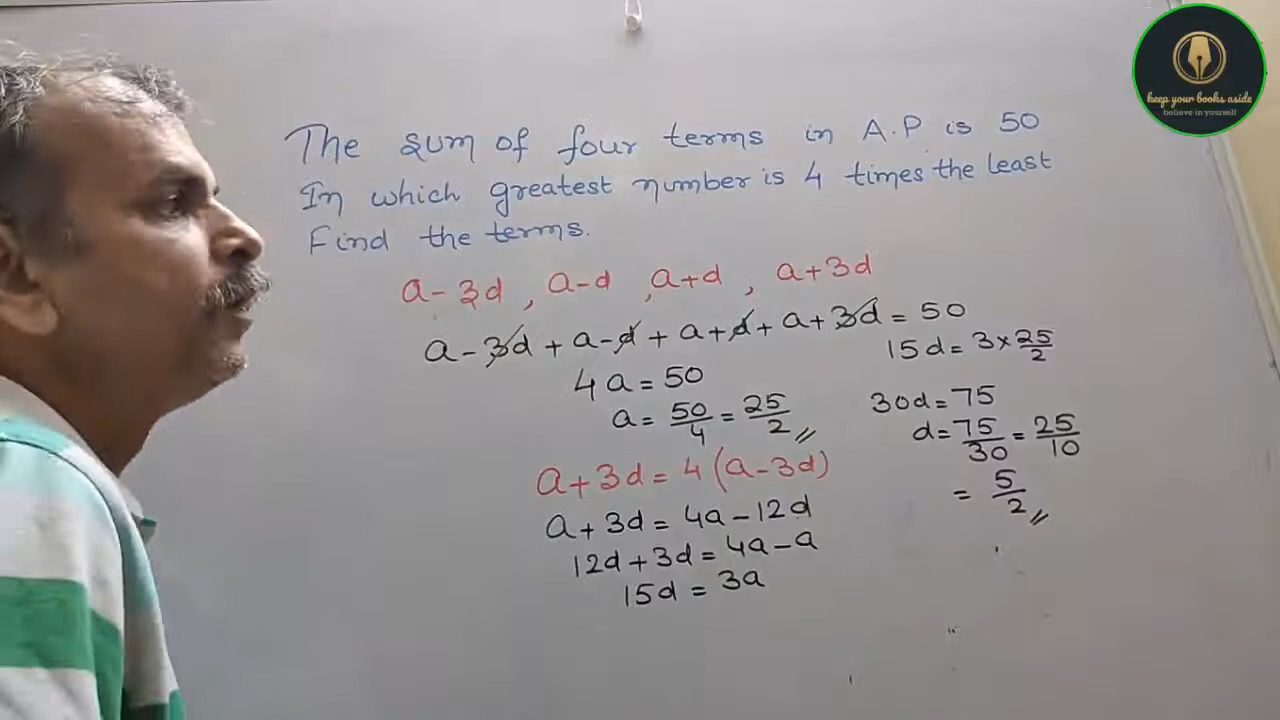 The sum of four terms in A.P is 50
In which greatest number is 4 times the least
Find the terms.
a-3d, a-d, a+d, a+3d
a-3d + a-d + a+d + a+3d = 50
4a = 50
a = 50/4 = 25/2
a+3d = 4(a-3d)
a+3d = 4a-12d
12d+3d = 4a-a
15d = 3a
15d = 3×25/2
30d = 75
d = 75/30 = 25/10
= 5/2
keep your books aside
believe in yourself